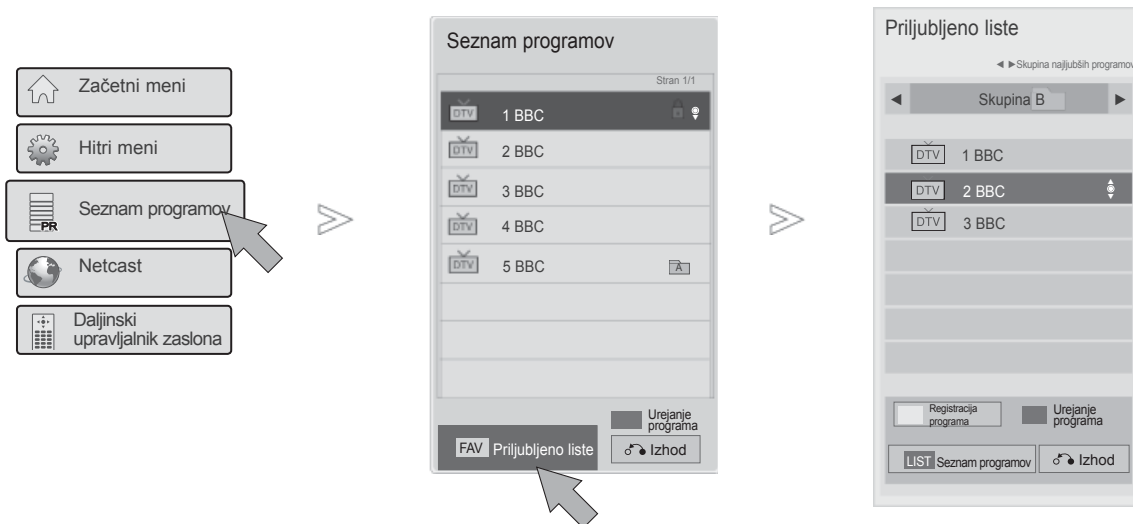 Začetni meni
Hitri meni
PR
Seznam programov
Netcast
Daljinski
upravljalnik zaslona
Seznam programov
Stran 1/1
DTV 1 BBC
DTV 2 BBC
DTV 3 BBC
DTV 4 BBC
DTV 5 BBC A
Urejanje
programa
FAV Priljubljeno liste
Izhod
Priljubljeno liste
Skupina najljubših programov
Skupina B
DTV 1 BBC
DTV 2 BBC
DTV 3 BBC
Registracija
programa
Urejanje
programa
LIST Seznam programov
Izhod